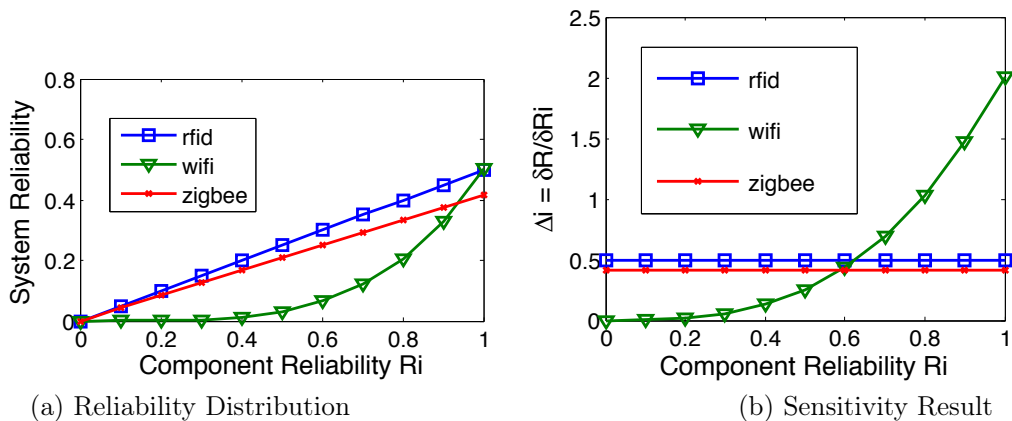 System Reliability
0.8
0.6
0.4
0.2
0
rfid
wifi
zigbee
0 0.2 0.4 0.6 0.8 1
Component Reliability Ri
(a) Reliability Distribution
Δi = δR/δRi
2.5
2
1.5
1
0.5
0
rfid
wifi
zigbee
0 0.2 0.4 0.6 0.8 1
Component Reliability Ri
(b) Sensitivity Result